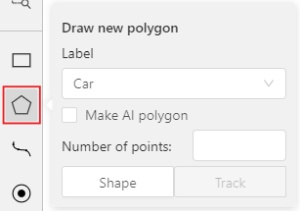 Draw new polygon
Label
Car
Make AI polygon
Number of points:
Shape
Track